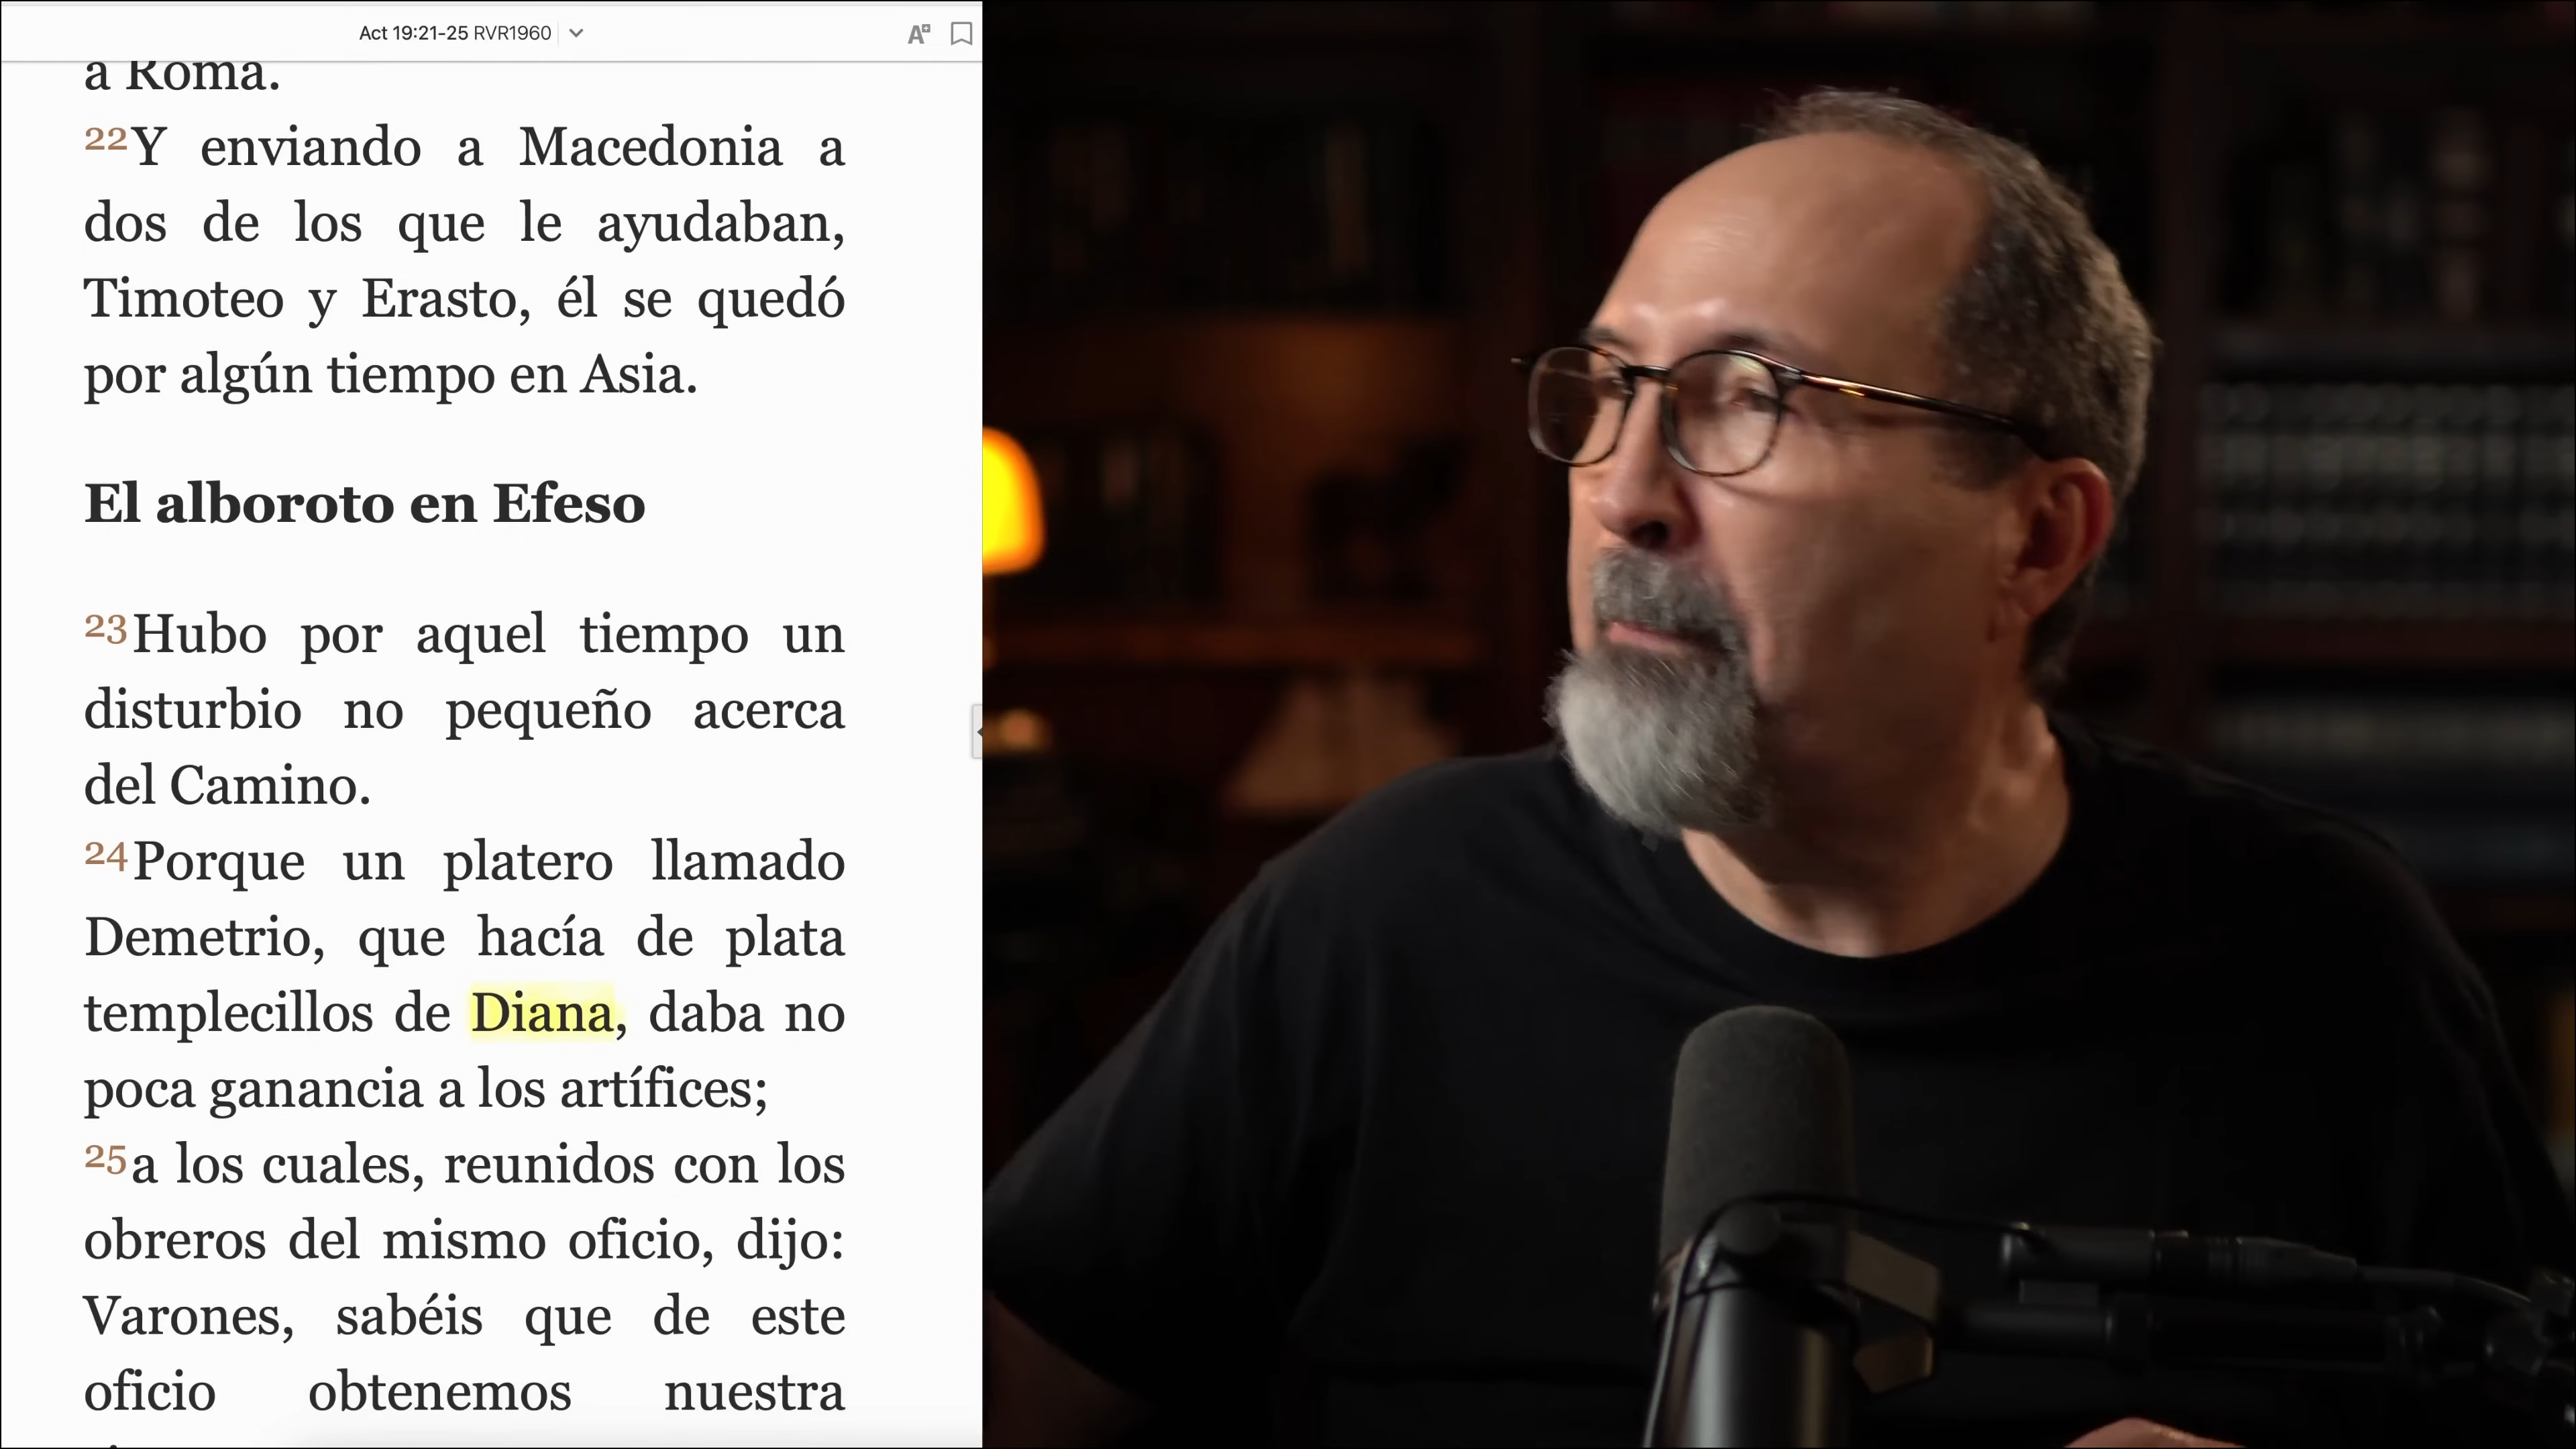 Act 19:21-25 RVR1960
a Roma.
22Y enviando a Macedonia a
dos de los que le ayudaban,
Timoteo y Erasto, él se quedó
por algún tiempo en Asia.
El alboroto en Efeso
23Hubo por aquel tiempo un
disturbio no pequeño acerca
del Camino.
24Porque un platero llamado
Demetrio, que hacía de plata
templecillos de Diana, daba no
poca ganancia a los artífices;
25a los cuales, reunidos con los
obreros del mismo oficio, dijo:
Varones, sabéis que de este
oficio obtenemos nuestra